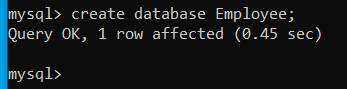 mysql> create database Employee;
Query OK, 1 row affected (0.45 sec)
mysql>